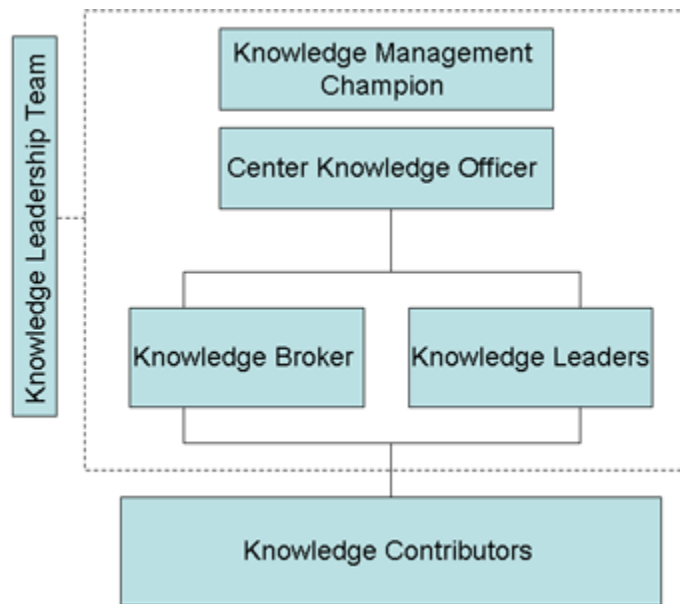 Knowledge Leadership Team
Knowledge Management
Champion
Center Knowledge Officer
Knowledge Broker
Knowledge Leaders
Knowledge Contributors